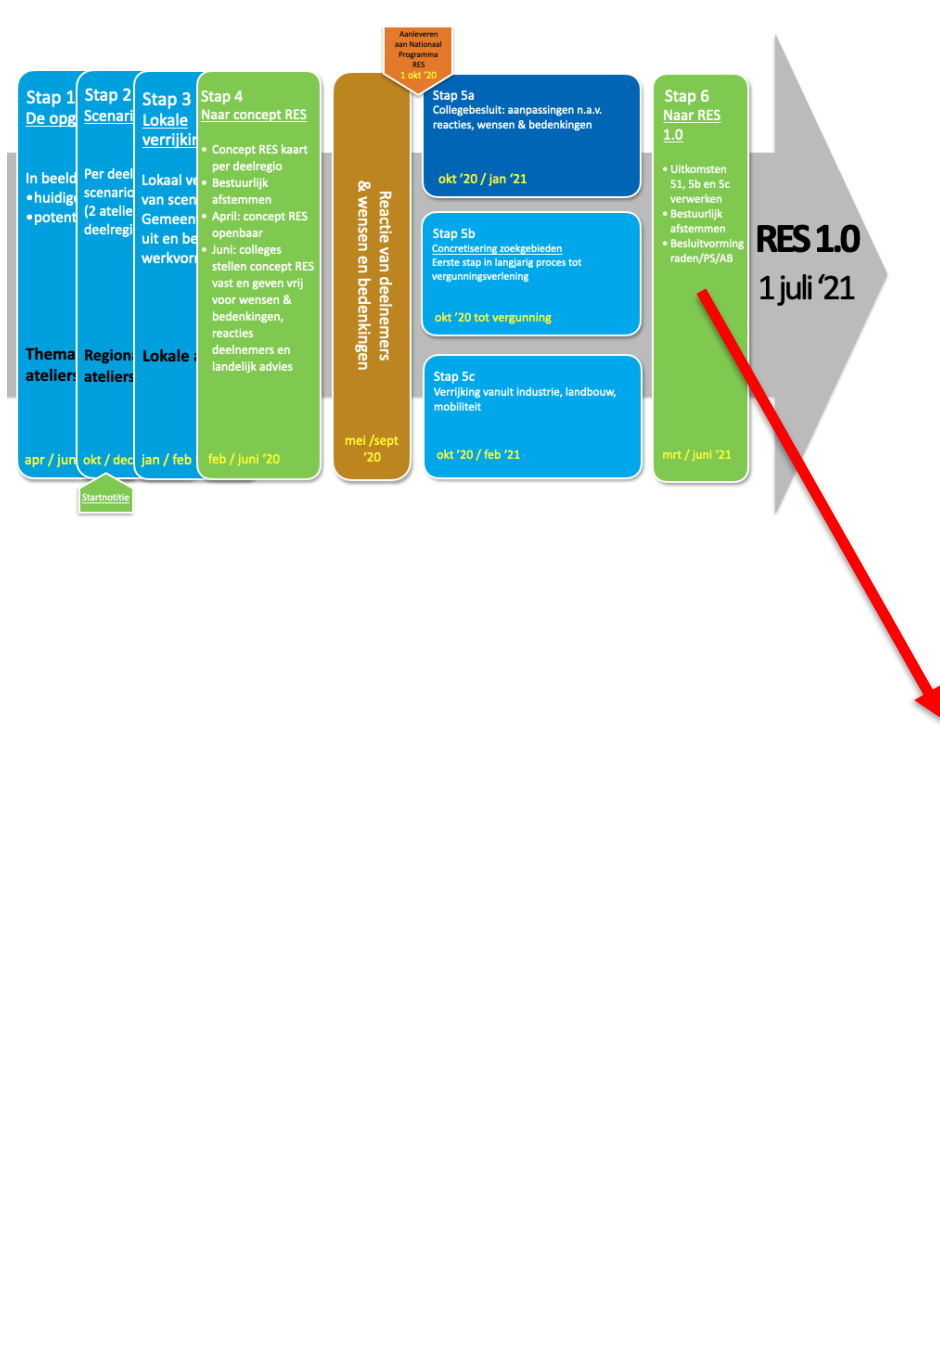 Aanleveren
aan Nationaal
Programma
RES
1 okt '20
Stap 1
De opg
In beeld
•huidig
•potent
Thema
ateliers
apr / jun
Stap 2
Scenari
Per deel
scenario
(2 atelie
deelregi
Region
ateliers
okt / dec
Startnotitie
Stap 3
Lokale
verrijkin
Lokaal ve
van scen
Gemeen
uit en be
werkvor
Lokale a
jan / feb
Stap 4
Naar concept RES
• Concept RES kaart
per deelregio
• Bestuurlijk
afstemmen
• April: concept RES
openbaar
• Juni: colleges
stellen concept RES
vast en geven vrij
voor wensen &
bedenkingen,
reacties
deelnemers en
landelijk advies
feb / juni '20
Reactie van deelnemers
& wensen en bedenkingen
mei /sept
'20
Stap 5a
Collegebesluit: aanpassingen n.a.v.
reacties, wensen & bedenkingen
okt '20 / jan '21
Stap 5b
Concretisering zoekgebieden
Eerste stap in langjarig proces tot
vergunningsverlening
okt '20 tot vergunning
Stap 5c
Verrijking vanuit industrie, landbouw,
mobiliteit
okt '20 / feb '21
Stap 6
Naar RES
1.0
• Uitkomsten
51, 5b en 5c
verwerken
• Bestuurlijk
afstemmen
• Besluitvorming
raden/PS/AB
mrt / juni '21
RES 1.0
1 juli '21